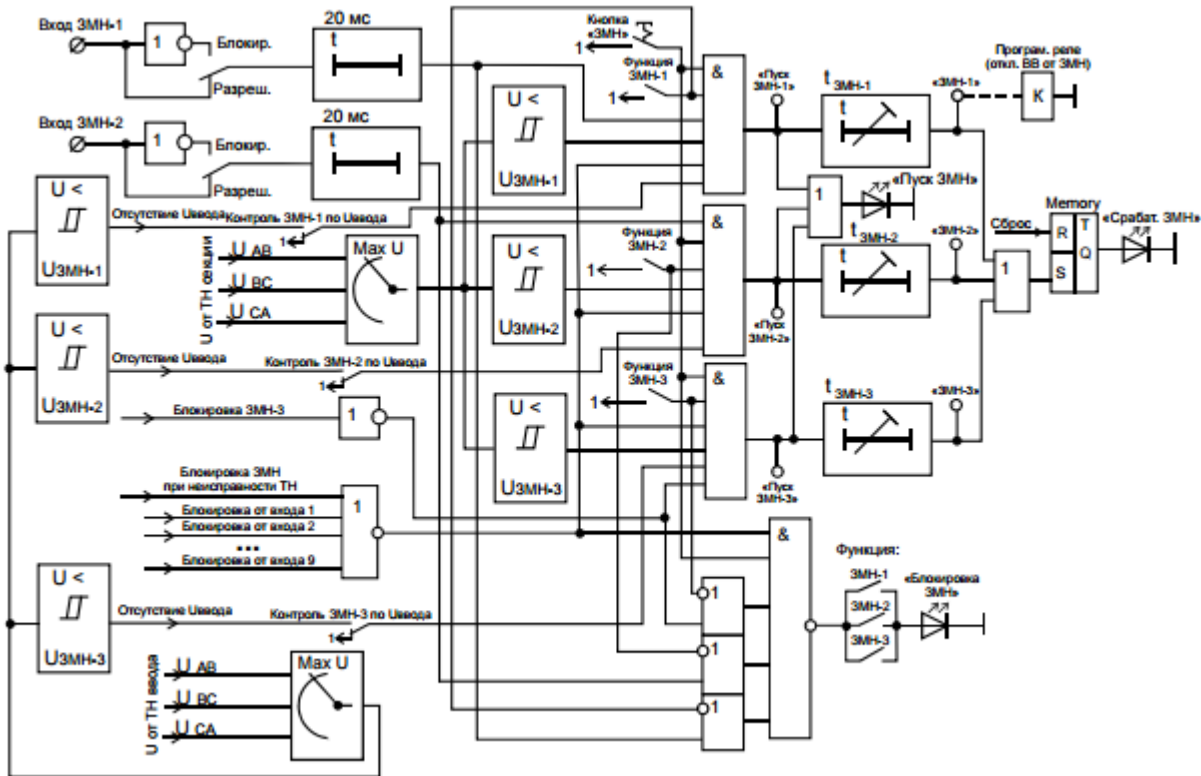 Вход ЗМН-1
1
Блокир.
Разреш.
20 мс
t
Вход ЗМН-2
1
Блокир.
Разреш.
20 мс
t
U <
UЗМН-1
Отсутствие Uввода
Контроль ЗМН-1 по Uввода
1
U от ТН секции
U АВ
U ВС
U СА
Max U
U <
UЗМН-2
Отсутствие Uввода
Контроль ЗМН-2 по Uввода
1
Блокировка ЗМН-3
1
Блокировка ЗМН
при неисправности ТН
Блокировка от входа 1
Блокировка от входа 2
...
Блокировка от входа 9
1
U <
UЗМН-3
Отсутствие Uввода
Контроль ЗМН-3 по Uввода
1
U от ТН ввода
U АВ
U ВС
U СА
Max U
Кнопка
«ЗМН»
1
Функция
ЗМН-1
1
U <
UЗМН-1
&
Функция
ЗМН-2
1
U <
UЗМН-2
&
Функция
ЗМН-3
1
U <
UЗМН-3
&
«Пуск
ЗМН-1»
tЗМН-1
t
«ЗМН-1»
Програм. реле
(откл. ВВ от ЗМН)
К
1
«Пуск ЗМН»
«Пуск
ЗМН-2»
tЗМН-2
t
«ЗМН-2»
1
Сброс
Memory
R
T
S
Q
«Срабат. ЗМН»
«Пуск
ЗМН-3»
tЗМН-3
t
«ЗМН-3»
&
1
1
1
Функция:
ЗМН-1
ЗМН-2
ЗМН-3
«Блокировка
ЗМН»